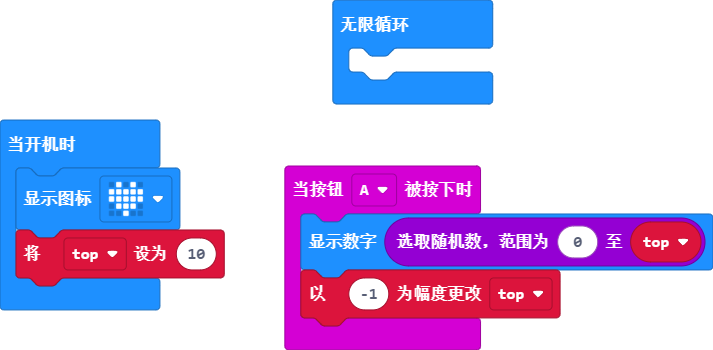 无限循环
当开机时
显示图标
将 top 设为 10
当按钮 A 被按下时
显示数字 选取随机数，范围为 0 至 top
以 -1 为幅度更改 top